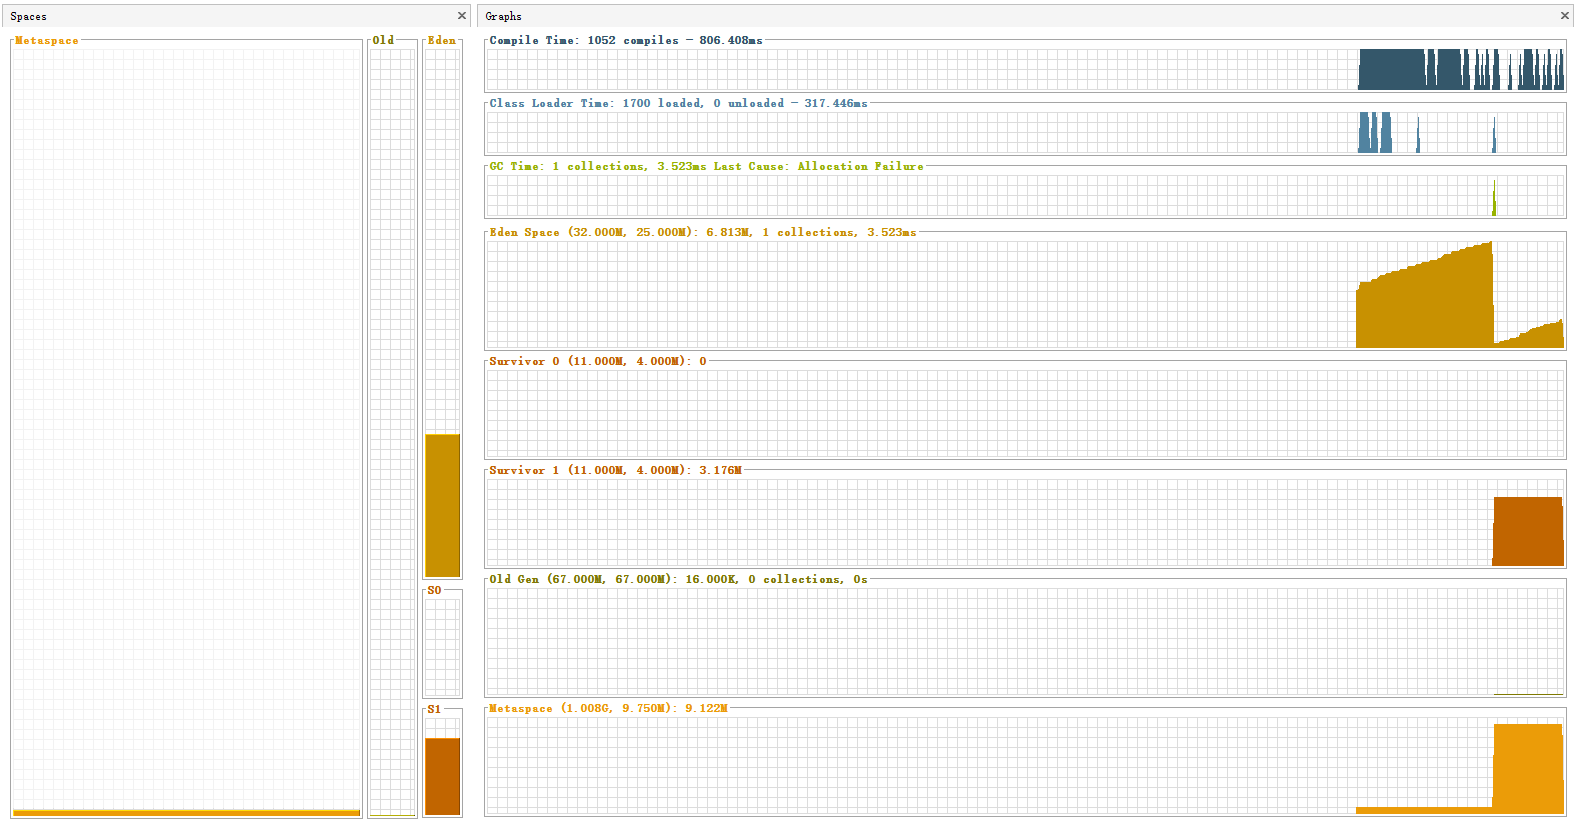 Spaces
Graphs
Metaspace
Old
Eden
S0
S1
Compile Time: 1052 compiles - 806.408ms
Class Loader Time: 1700 loaded, 0 unloaded - 317.446ms
GC Time: 1 collections, 3.523ms Last Cause: Allocation Failure
Eden Space (32.000M, 25.000M): 6.813M, 1 collections, 3.523ms
Survivor 0 (11.000M, 4.000M): 0
Survivor 1 (11.000M, 4.000M): 3.176M
Old Gen (67.000M, 67.000M): 16.000K, 0 collections, 0s
Metaspace (1.008G, 9.750M): 9.122M